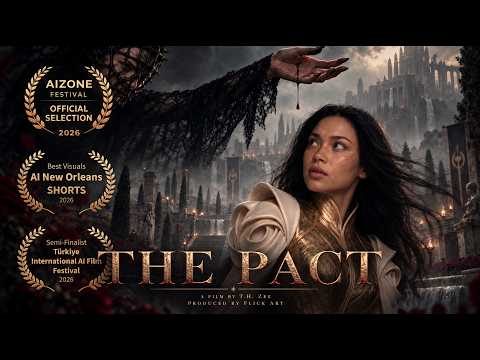 AIZONE
FESTIVAL
OFFICIAL
SELECTION
2026
Best Visuals
AI New Orleans
SHORTS
2026
Semi-Finalist
Türkiye
International AI Film
Festival
2026
THE PACT
A FILM BY T.H. ZEE
PRODUCED BY FLICK ART